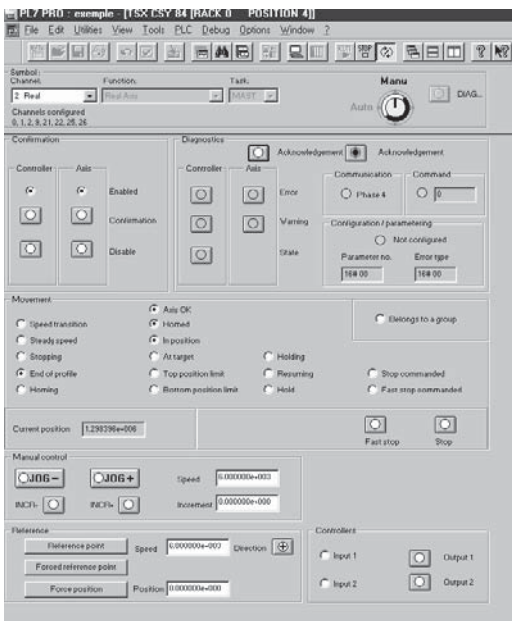 PL7 PRO : exemple - [TSX CSY 84 [RACK 0 POSITION 4]]
File Edit Utilities View Tools PLC Debug Options Window ?
Symbol :
Channel: Function: Task: Manu
2 Real Real Axis MAST Auto DIAG...
Channels configured
0, 1, 2, 9, 21, 22, 25, 26
Confirmation Diagnostics
Acknowledgement Acknowledgement
Controller Axis Controller Axis Communication Command
Enabled Error Phase 4 0
Confirmation Warning Configuration / parametering
Not configured
Disable State Parameter no. Error type
16# 00 16# 00
Movement
Axis OK
Speed transition Homed Belongs to a group
Steady speed In position
Stopping At target Holding
End of profile Top position limit Resuming Stop commanded
Homing Bottom position limit Hold Fast stop commanded
Current position 1.298396e+006
Fast stop Stop
Manual control
JOG- JOG+ Speed 6.000000e+003
INCR- INCR+ Increment 0.000000e+000
Reference Controllers
Reference point Speed 6.000000e+003 Direction Input 1 Output 1
Forced reference point
Force position Position 0.000000e+000 Input 2 Output 2